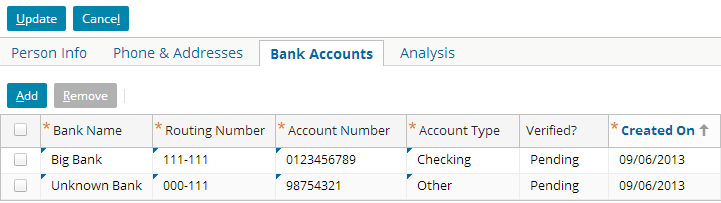 Update Cancel
Person Info Phone & Addresses Bank Accounts Analysis
Add Remove
* Bank Name * Routing Number * Account Number * Account Type Verified? * Created On ↑
Big Bank 111-111 0123456789 Checking Pending 09/06/2013
Unknown Bank 000-111 98754321 Other Pending 09/06/2013